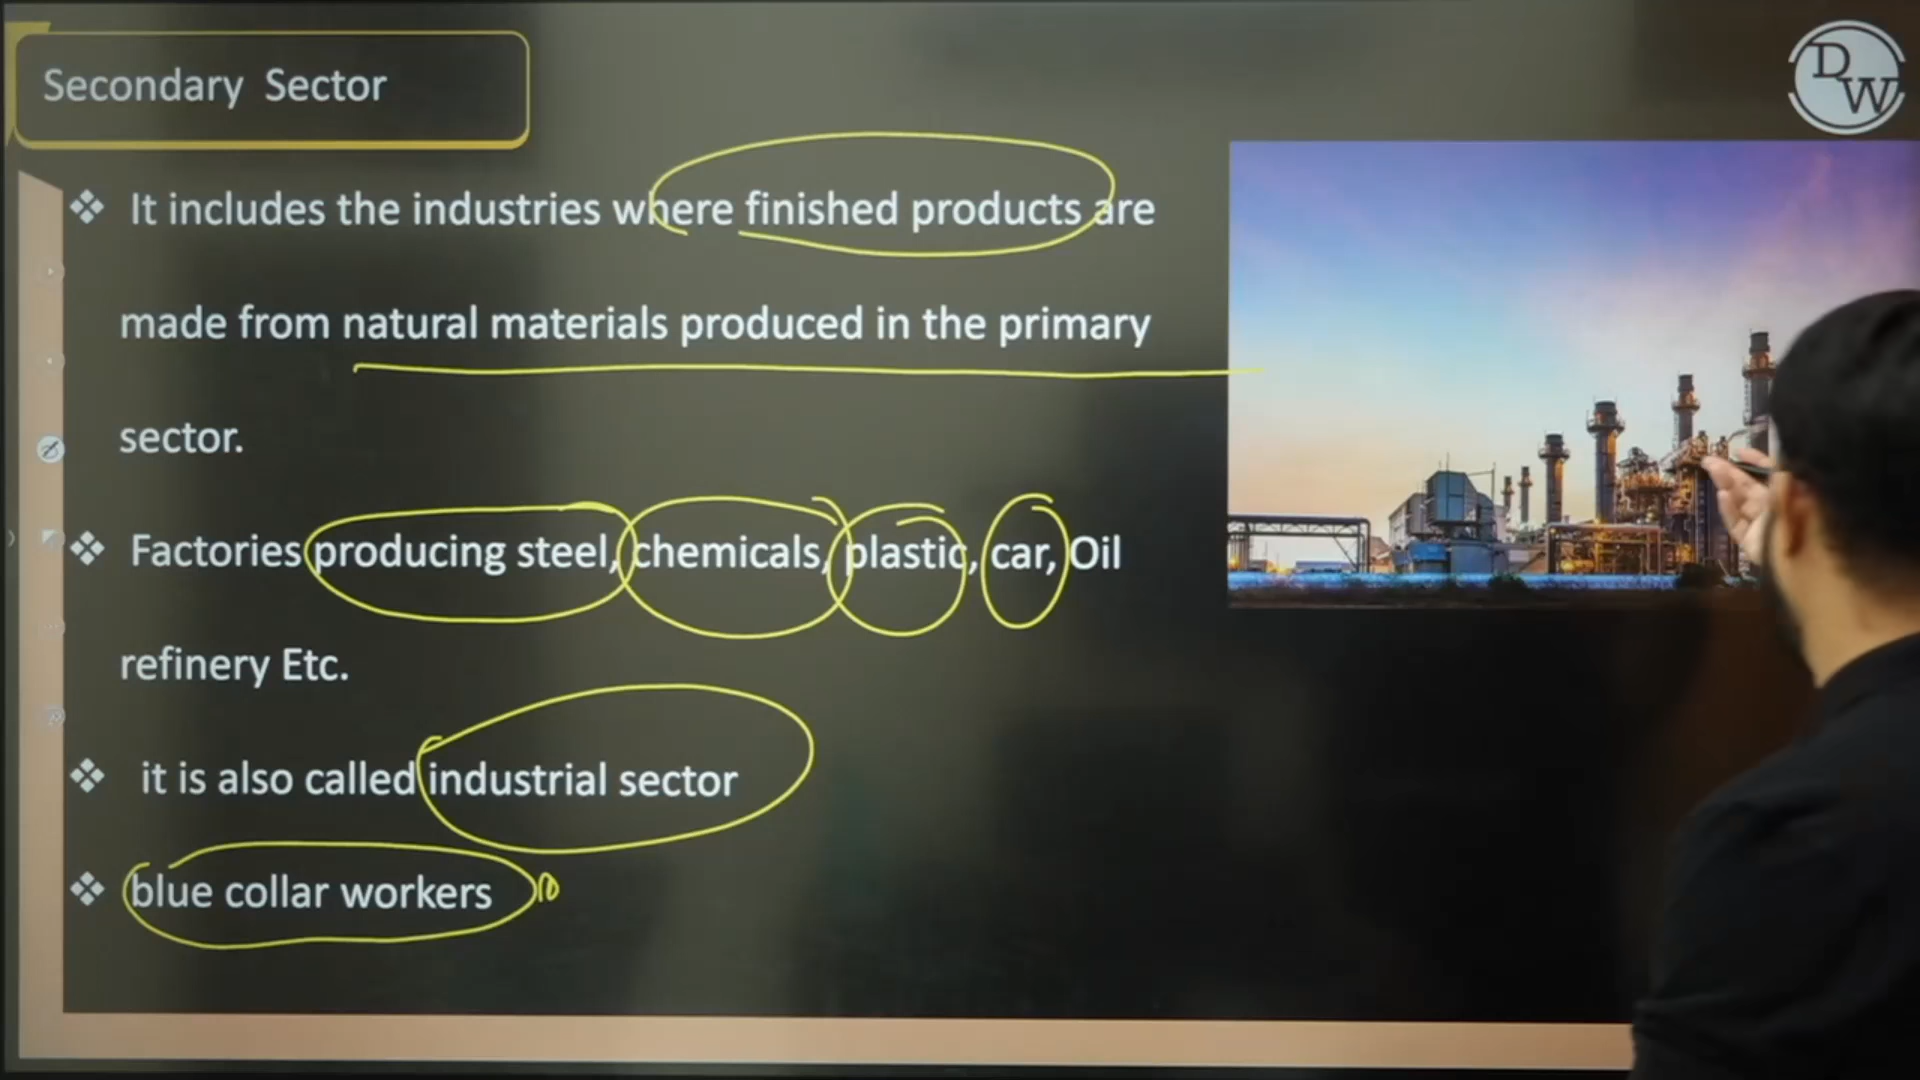 Secondary Sector
DW
It includes the industries where finished products are
made from natural materials produced in the primary
sector.
Factories producing steel, chemicals, plastic, car, Oil
refinery Etc.
it is also called industrial sector
blue collar workers